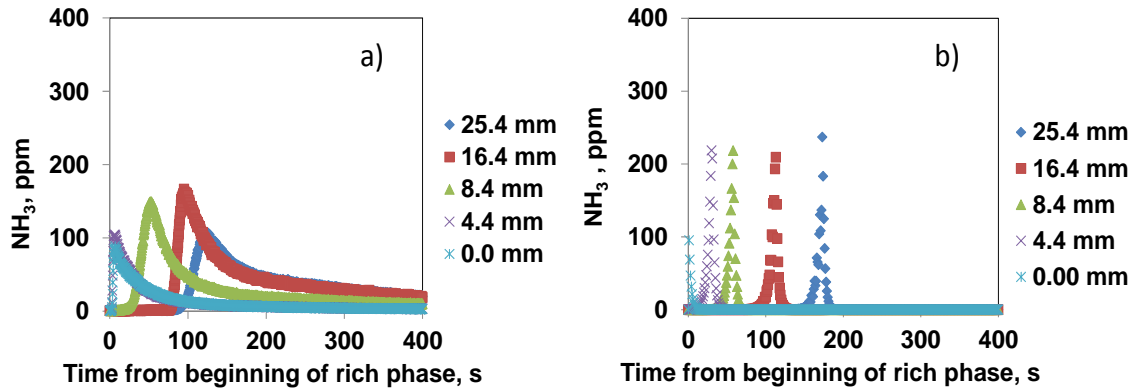 400
300
200
100
0
NH3, ppm
a)
25.4 mm
16.4 mm
8.4 mm
4.4 mm
0.0 mm
0 100 200 300 400
Time from beginning of rich phase, s
400
300
200
100
0
NH3, ppm
b)
25.4 mm
16.4 mm
8.4 mm
4.4 mm
0.00 mm
0 100 200 300 400
Time from beginning of rich phase, s